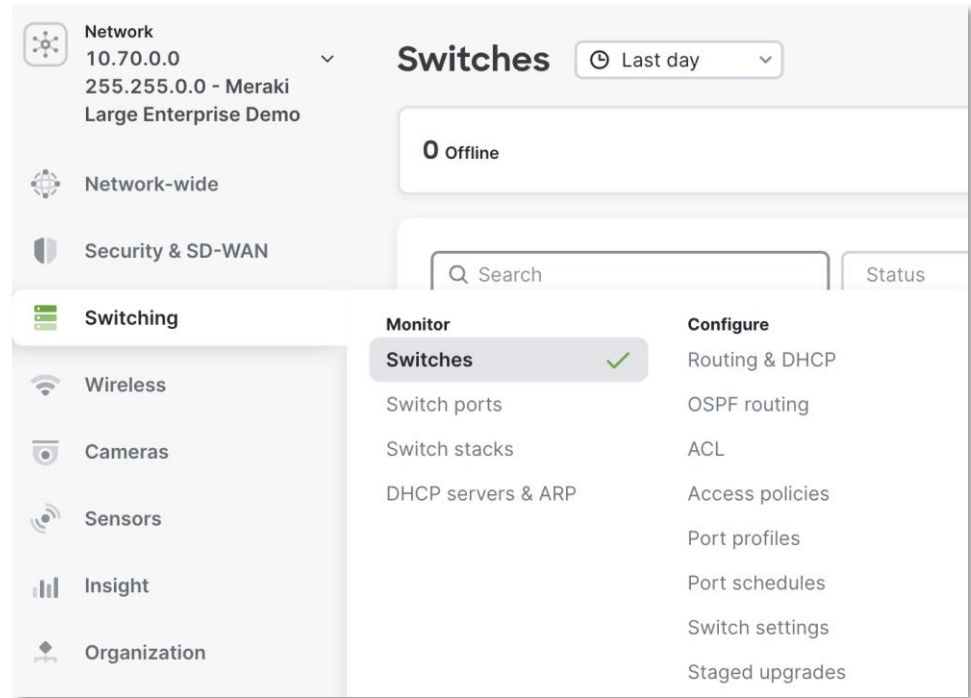 Network
10.70.0.0
255.255.0.0 - Meraki
Large Enterprise Demo
Network-wide
Security & SD-WAN
Switching
Wireless
Cameras
Sensors
Insight
Organization
Switches
Last day
0 Offline
Search
Status
Monitor
Switches
Switch ports
Switch stacks
DHCP servers & ARP
Configure
Routing & DHCP
OSPF routing
ACL
Access policies
Port profiles
Port schedules
Switch settings
Staged upgrades